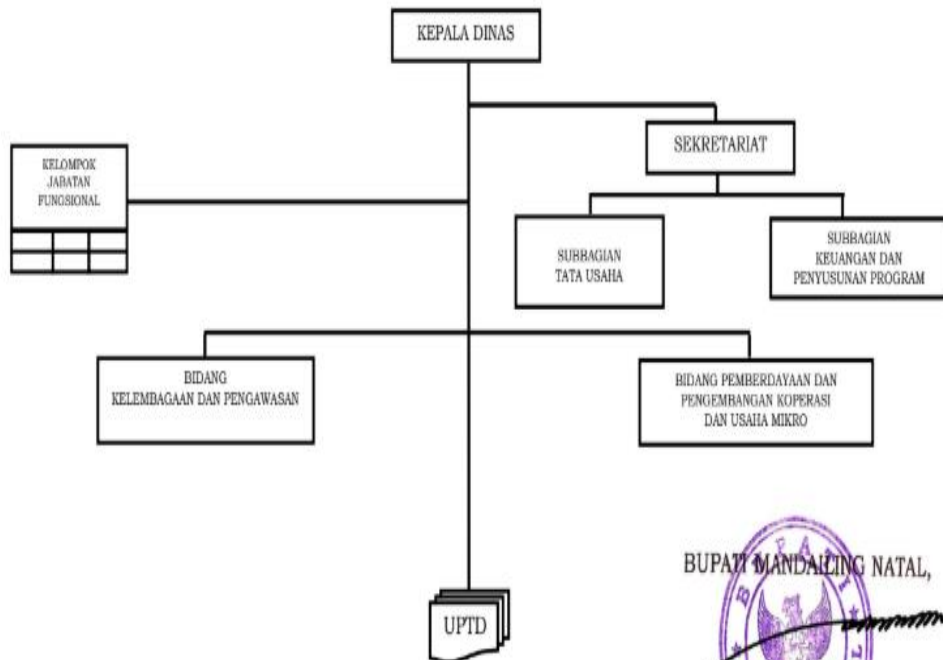 KEPALA DINAS
SEKRETARIAT
KELOMPOK
JABATAN
FUNGSIONAL
SUBBAGIAN
TATA USAHA
SUBBAGIAN
KEUANGAN DAN
PENYUSUNAN PROGRAM
BIDANG
KELEMBAGAAN DAN PENGAWASAN
BIDANG PEMBERDAYAAN DAN
PENGEMBANGAN KOPERASI
DAN USAHA MIKRO
BUPATI MANDAILING NATAL,
BUPATI
UPTD